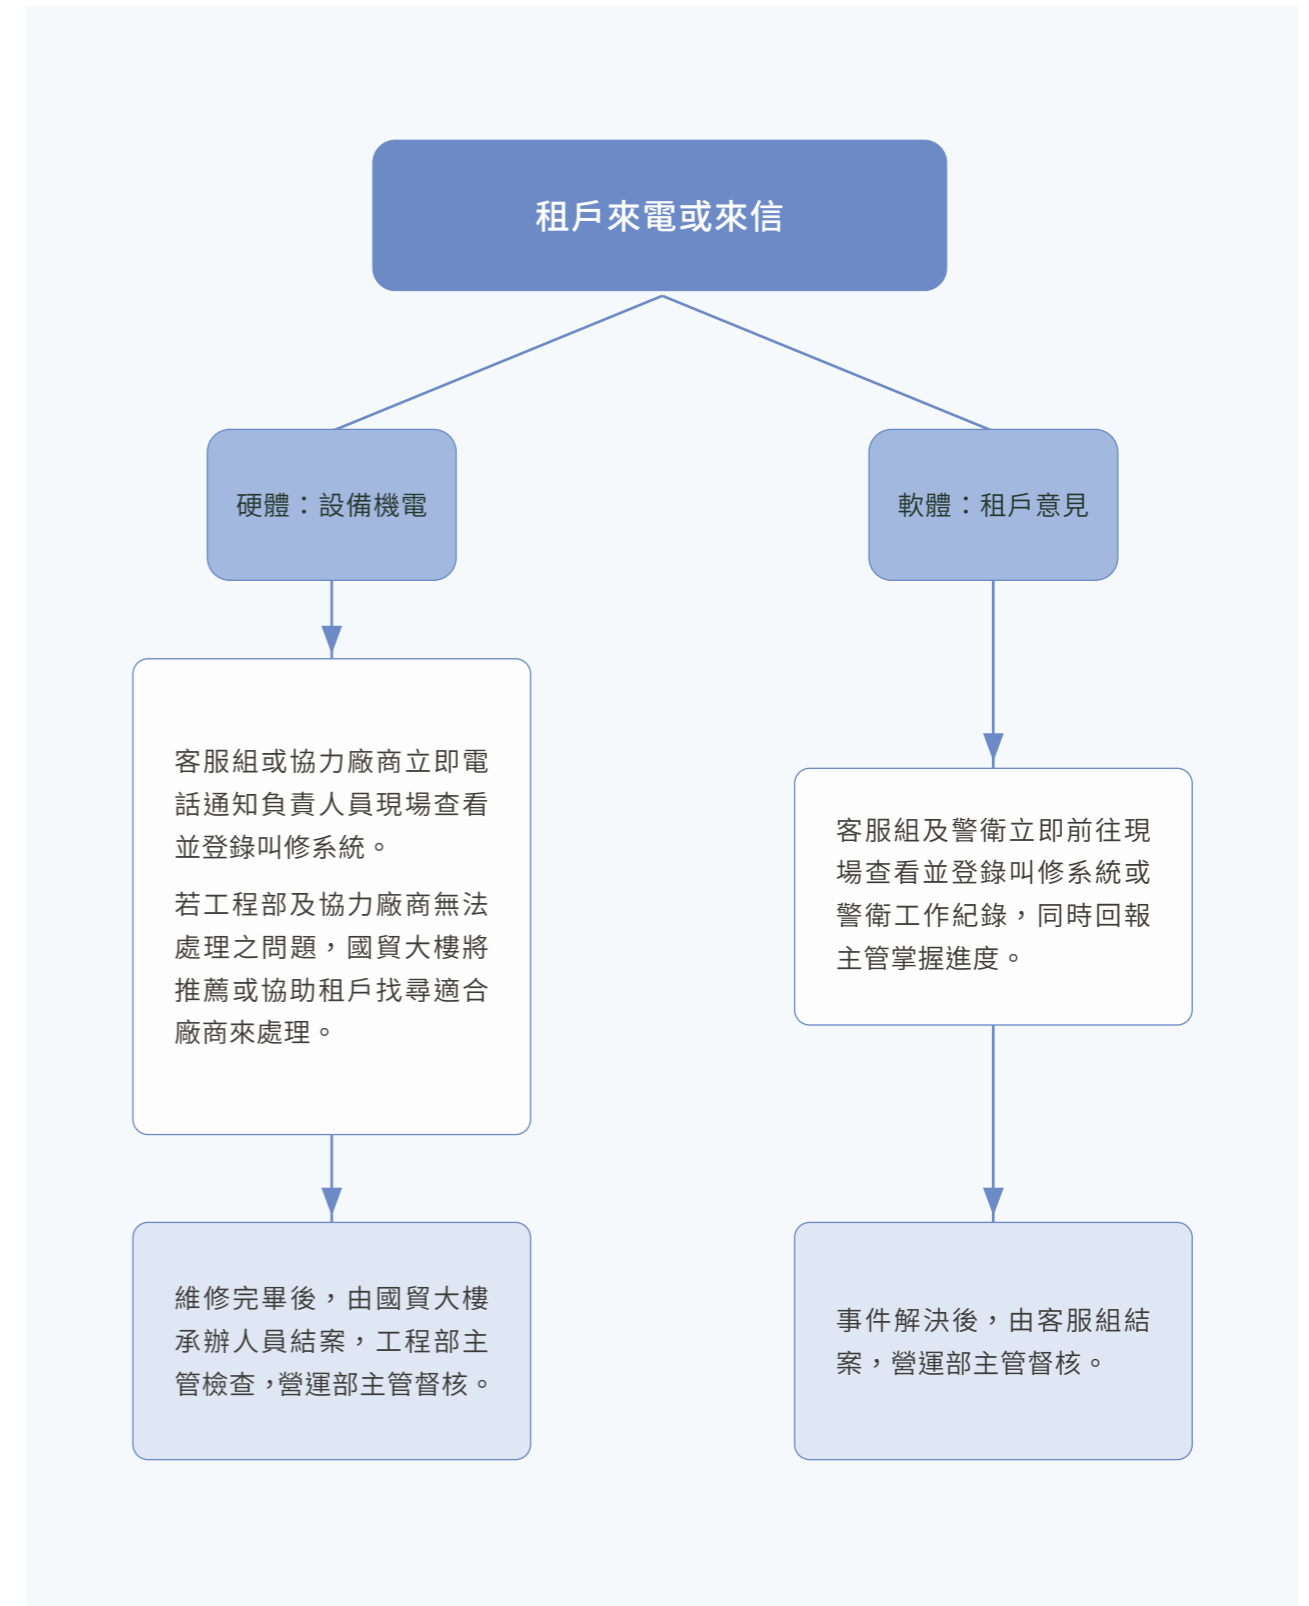 租戶來電或來信
硬體：設備機電
軟體：租戶意見
客服組或協力廠商立即電
話通知負責人員現場查看
並登錄叫修系統。
若工程部及協力廠商無法
處理之問題，國貿大樓將
推薦或協助租戶找尋適合
廠商來處理。
客服組及警衛立即前往現
場查看並登錄叫修系統或
警衛工作紀錄，同時回報
主管掌握進度。
維修完畢後，由國貿大樓
承辦人員結案，工程部主
管檢查，營運部主管督核。
事件解決後，由客服組結
案，營運部主管督核。